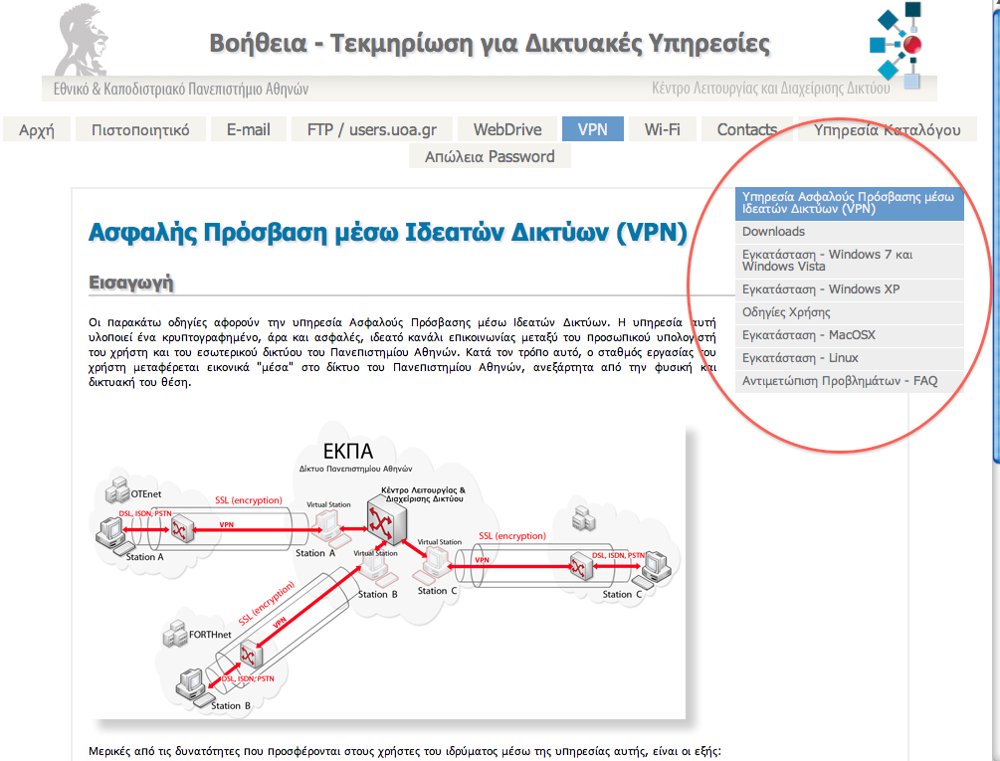 Βοήθεια - Τεκμηρίωση για Δικτυακές Υπηρεσίες
Εθνικό & Καποδιστριακό Πανεπιστήμιο Αθηνών
Κέντρο Λειτουργίας και Διαχείρισης Δικτύου
Αρχή Πιστοποιητικό E-mail FTP / users.uoa.gr WebDrive VPN Wi-Fi Contacts Υπηρεσία Καταλόγου
Απώλεια Password
Υπηρεσία Ασφαλούς Πρόσβασης μέσω
Ιδεατών Δικτύων (VPN)
Downloads
Εγκατάσταση - Windows 7 και
Windows Vista
Εγκατάσταση - Windows XP
Οδηγίες Χρήσης
Εγκατάσταση - MacOSX
Εγκατάσταση - Linux
Αντιμετώπιση Προβλημάτων - FAQ
Ασφαλής Πρόσβαση μέσω Ιδεατών Δικτύων (VPN)
Εισαγωγή
Οι παρακάτω οδηγίες αφορούν την υπηρεσία Ασφαλούς Πρόσβασης μέσω Ιδεατών Δικτύων. Η υπηρεσία αυτή
υλοποιεί ένα κρυπτογραφημένο, άρα και ασφαλές, ιδεατό κανάλι επικοινωνίας μεταξύ του προσωπικού υπολογιστή
του χρήστη και του εσωτερικού δικτύου του Πανεπιστημίου Αθηνών. Κατά τον τρόπο αυτό, ο σταθμός εργασίας του
χρήστη μεταφέρεται εικονικά "μέσα" στο δίκτυο του Πανεπιστημίου Αθηνών, ανεξάρτητα από την φυσική και
δικτυακή του θέση.
ΕΚΠΑ
Δίκτυο Πανεπιστημίου Αθηνών
Κέντρο Λειτουργίας &
Διαχείρισης Δικτύου
OTEnet
SSL (encryption)
Virtual Station
DSL, ISDN, PSTN
VPN
Station A
Station A
Virtual Station
Virtual Station
SSL (encryption)
VPN
DSL, ISDN, PSTN
Station B
Station C
Station C
SSL (encryption)
VPN
FORTHnet
DSL, ISDN, PSTN
Station B
Μερικές από τις δυνατότητες που προσφέρονται στους χρήστες του ιδρύματος μέσω της υπηρεσίας αυτής, είναι οι εξής: